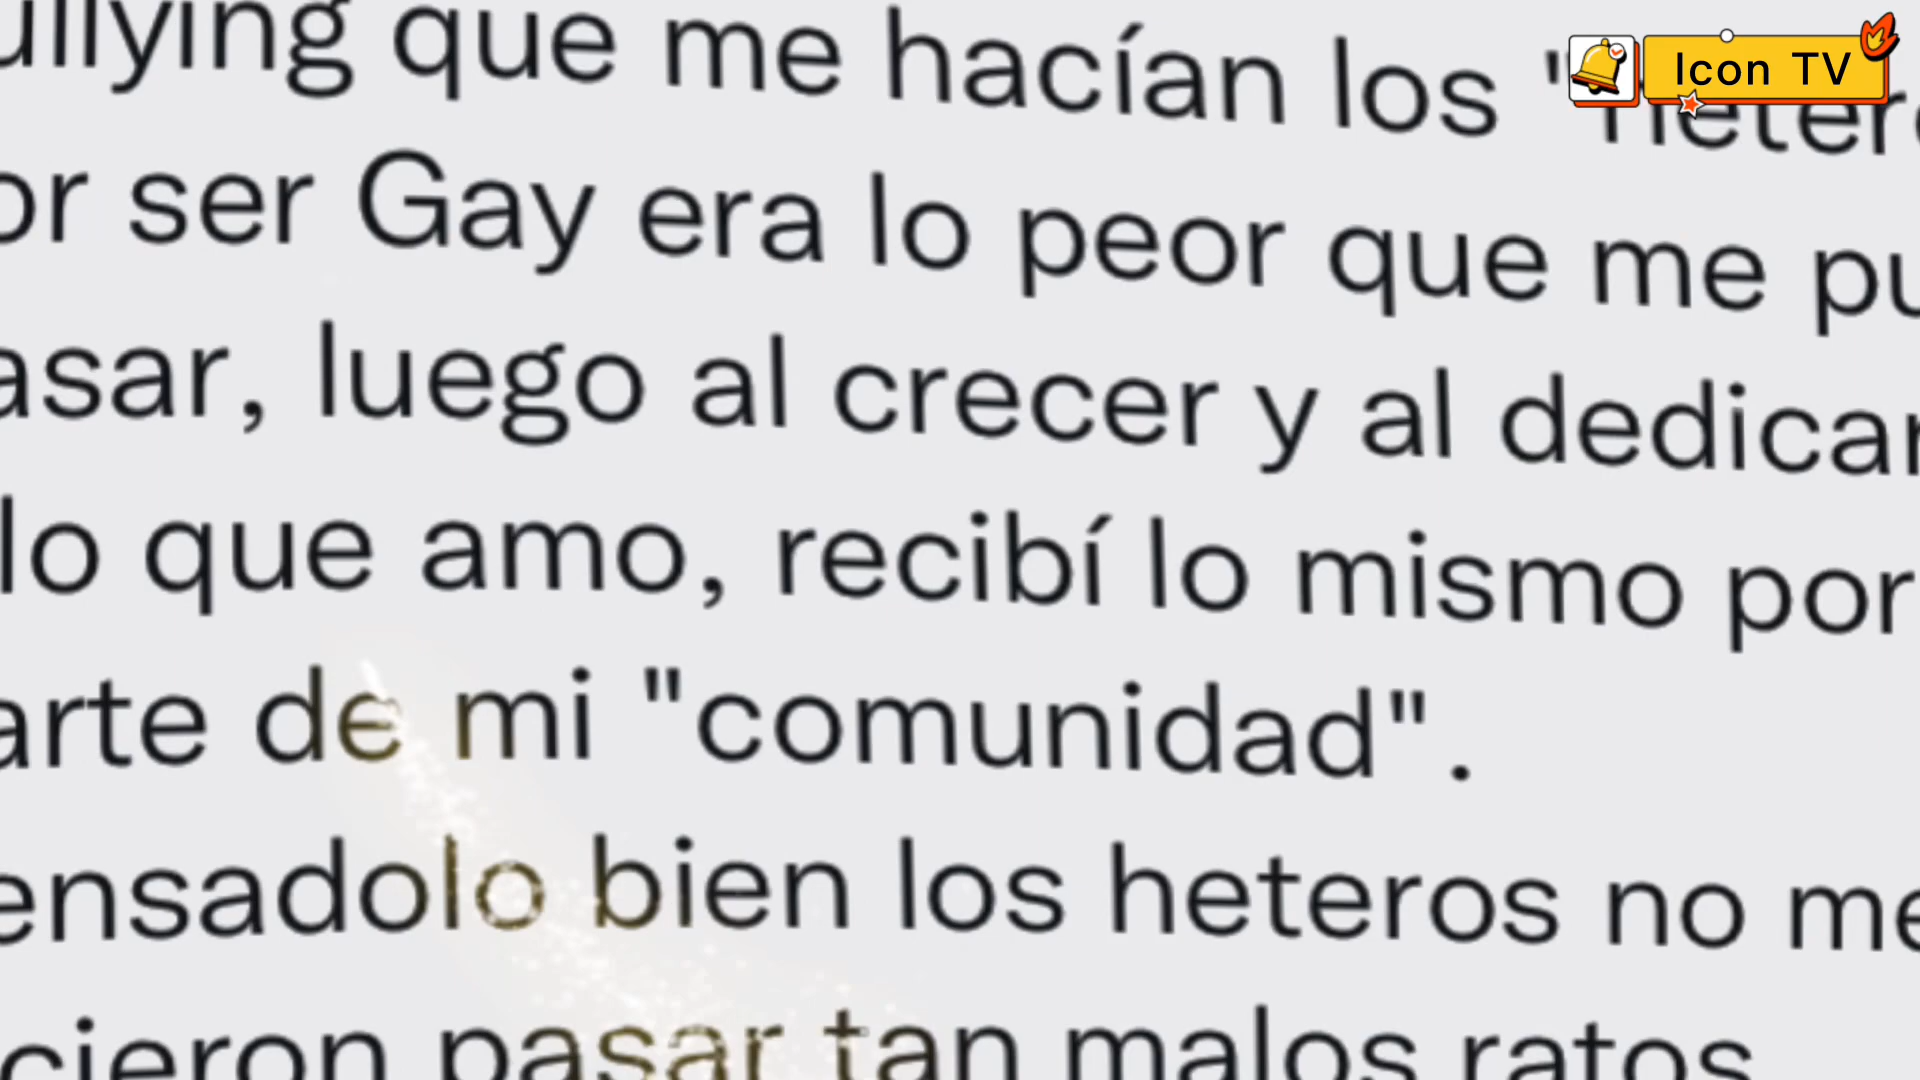 ullying que me hacían los "hetero
Icon TV
or ser Gay era lo peor que me pu
asar, luego al crecer y al dedicar
lo que amo, recibí lo mismo por
arte de mi "comunidad".
ensadolo bien los heteros no me
cieron pasar tan malos ratos